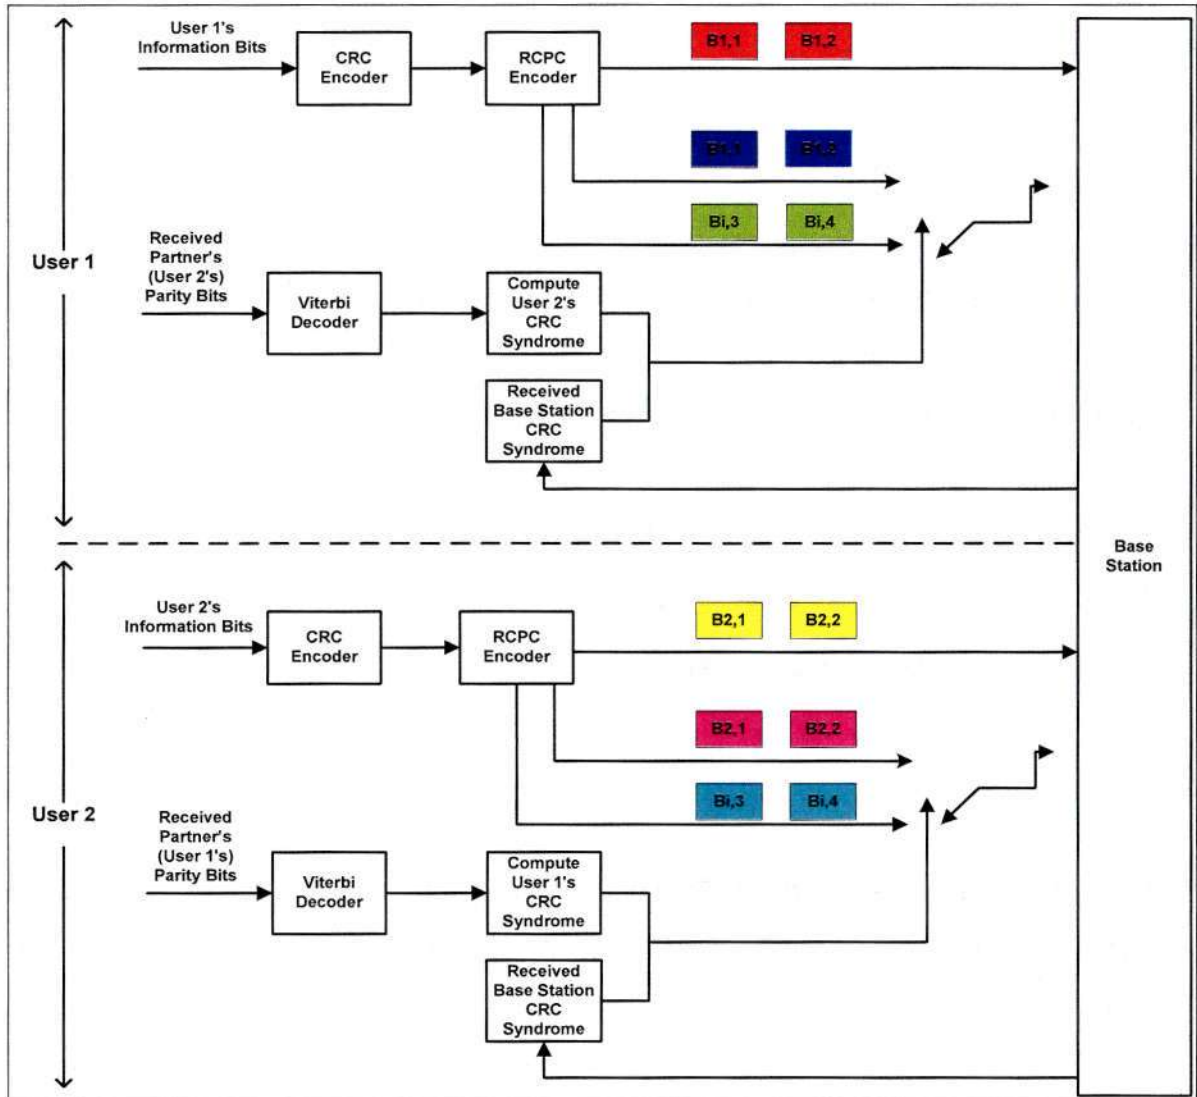 User 1's
Information Bits
CRC
Encoder
RCPC
Encoder
B1,1 B1,2
B1,1 B1,2
Bi,3 Bi,4
User 1
Received
Partner's
(User 2's)
Parity Bits
Viterbi
Decoder
Compute
User 2's
CRC
Syndrome
Received
Base Station
CRC
Syndrome
Base
Station
User 2's
Information Bits
CRC
Encoder
RCPC
Encoder
B2,1 B2,2
B2,1 B2,2
Bi,3 Bi,4
User 2
Received
Partner's
(User 1's)
Parity Bits
Viterbi
Decoder
Compute
User 1's
CRC
Syndrome
Received
Base Station
CRC
Syndrome